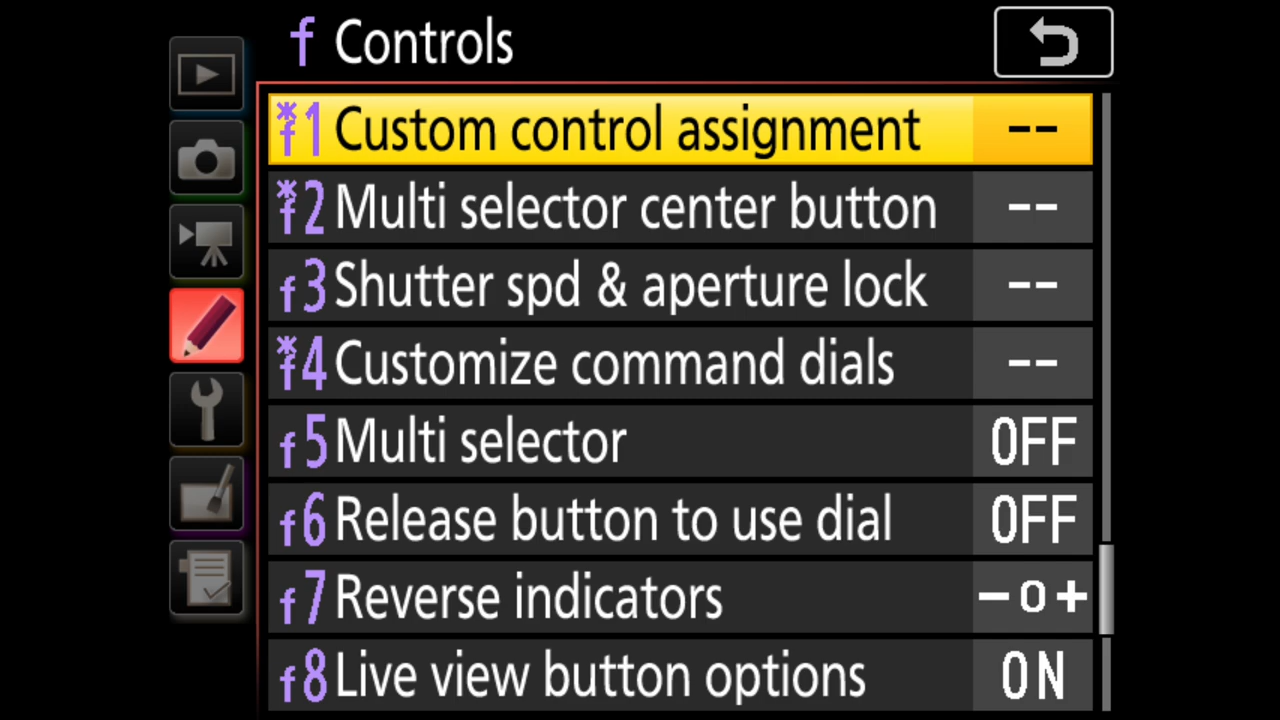 f Controls
*f1 Custom control assignment --
*f2 Multi selector center button --
f3 Shutter spd & aperture lock --
*f4 Customize command dials --
f5 Multi selector OFF
f6 Release button to use dial OFF
f7 Reverse indicators -o+
f8 Live view button options ON